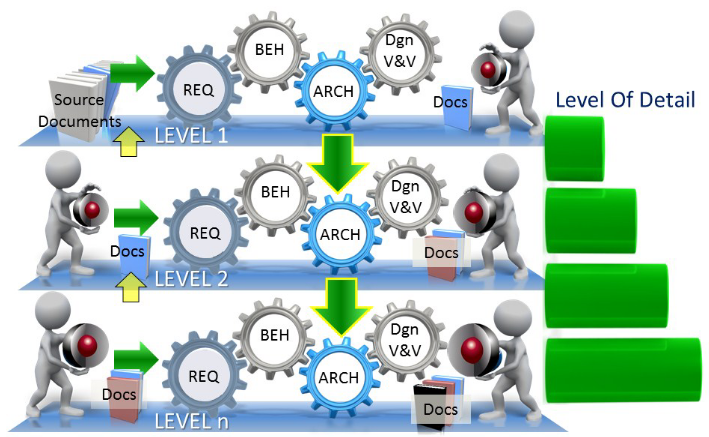 BEH
Dgn
V&V
REQ
ARCH
Source
Documents
Docs
Level Of Detail
LEVEL 1
BEH
Dgn
V&V
REQ
ARCH
Docs
Docs
LEVEL 2
BEH
Dgn
V&V
REQ
ARCH
Docs
Docs
LEVEL n